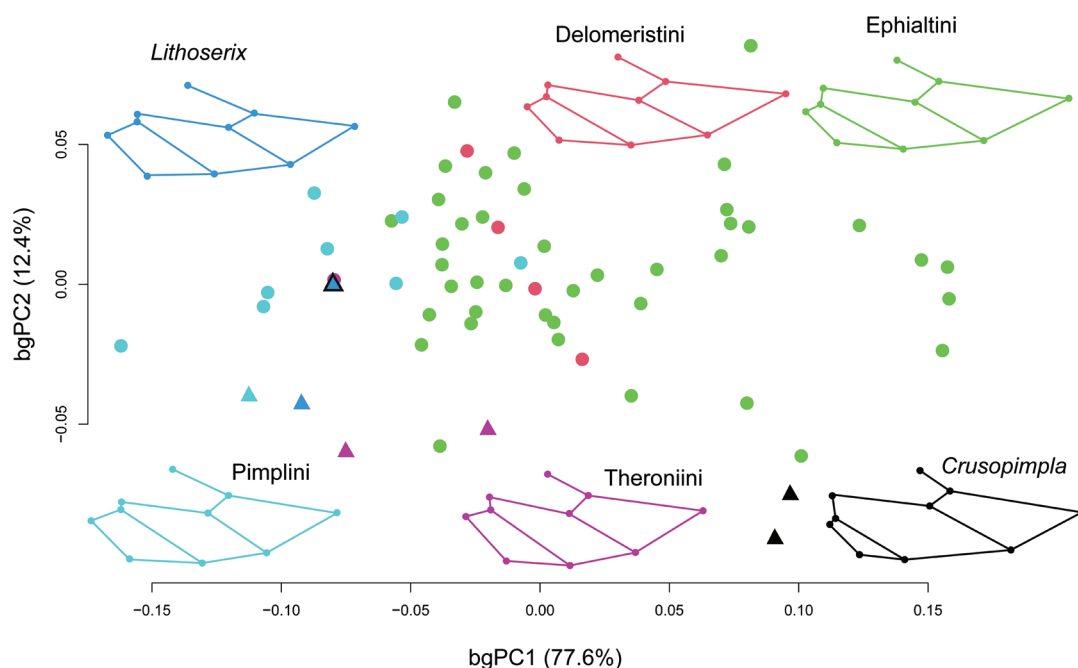 Lithoserix
Delomeristini
Ephialtini
0.05
0.00
−0.05
bgPC2 (12.4%)
Pimplini
Theroniini
Crusopimpla
−0.15 −0.10 −0.05 0.00 0.05 0.10 0.15
bgPC1 (77.6%)